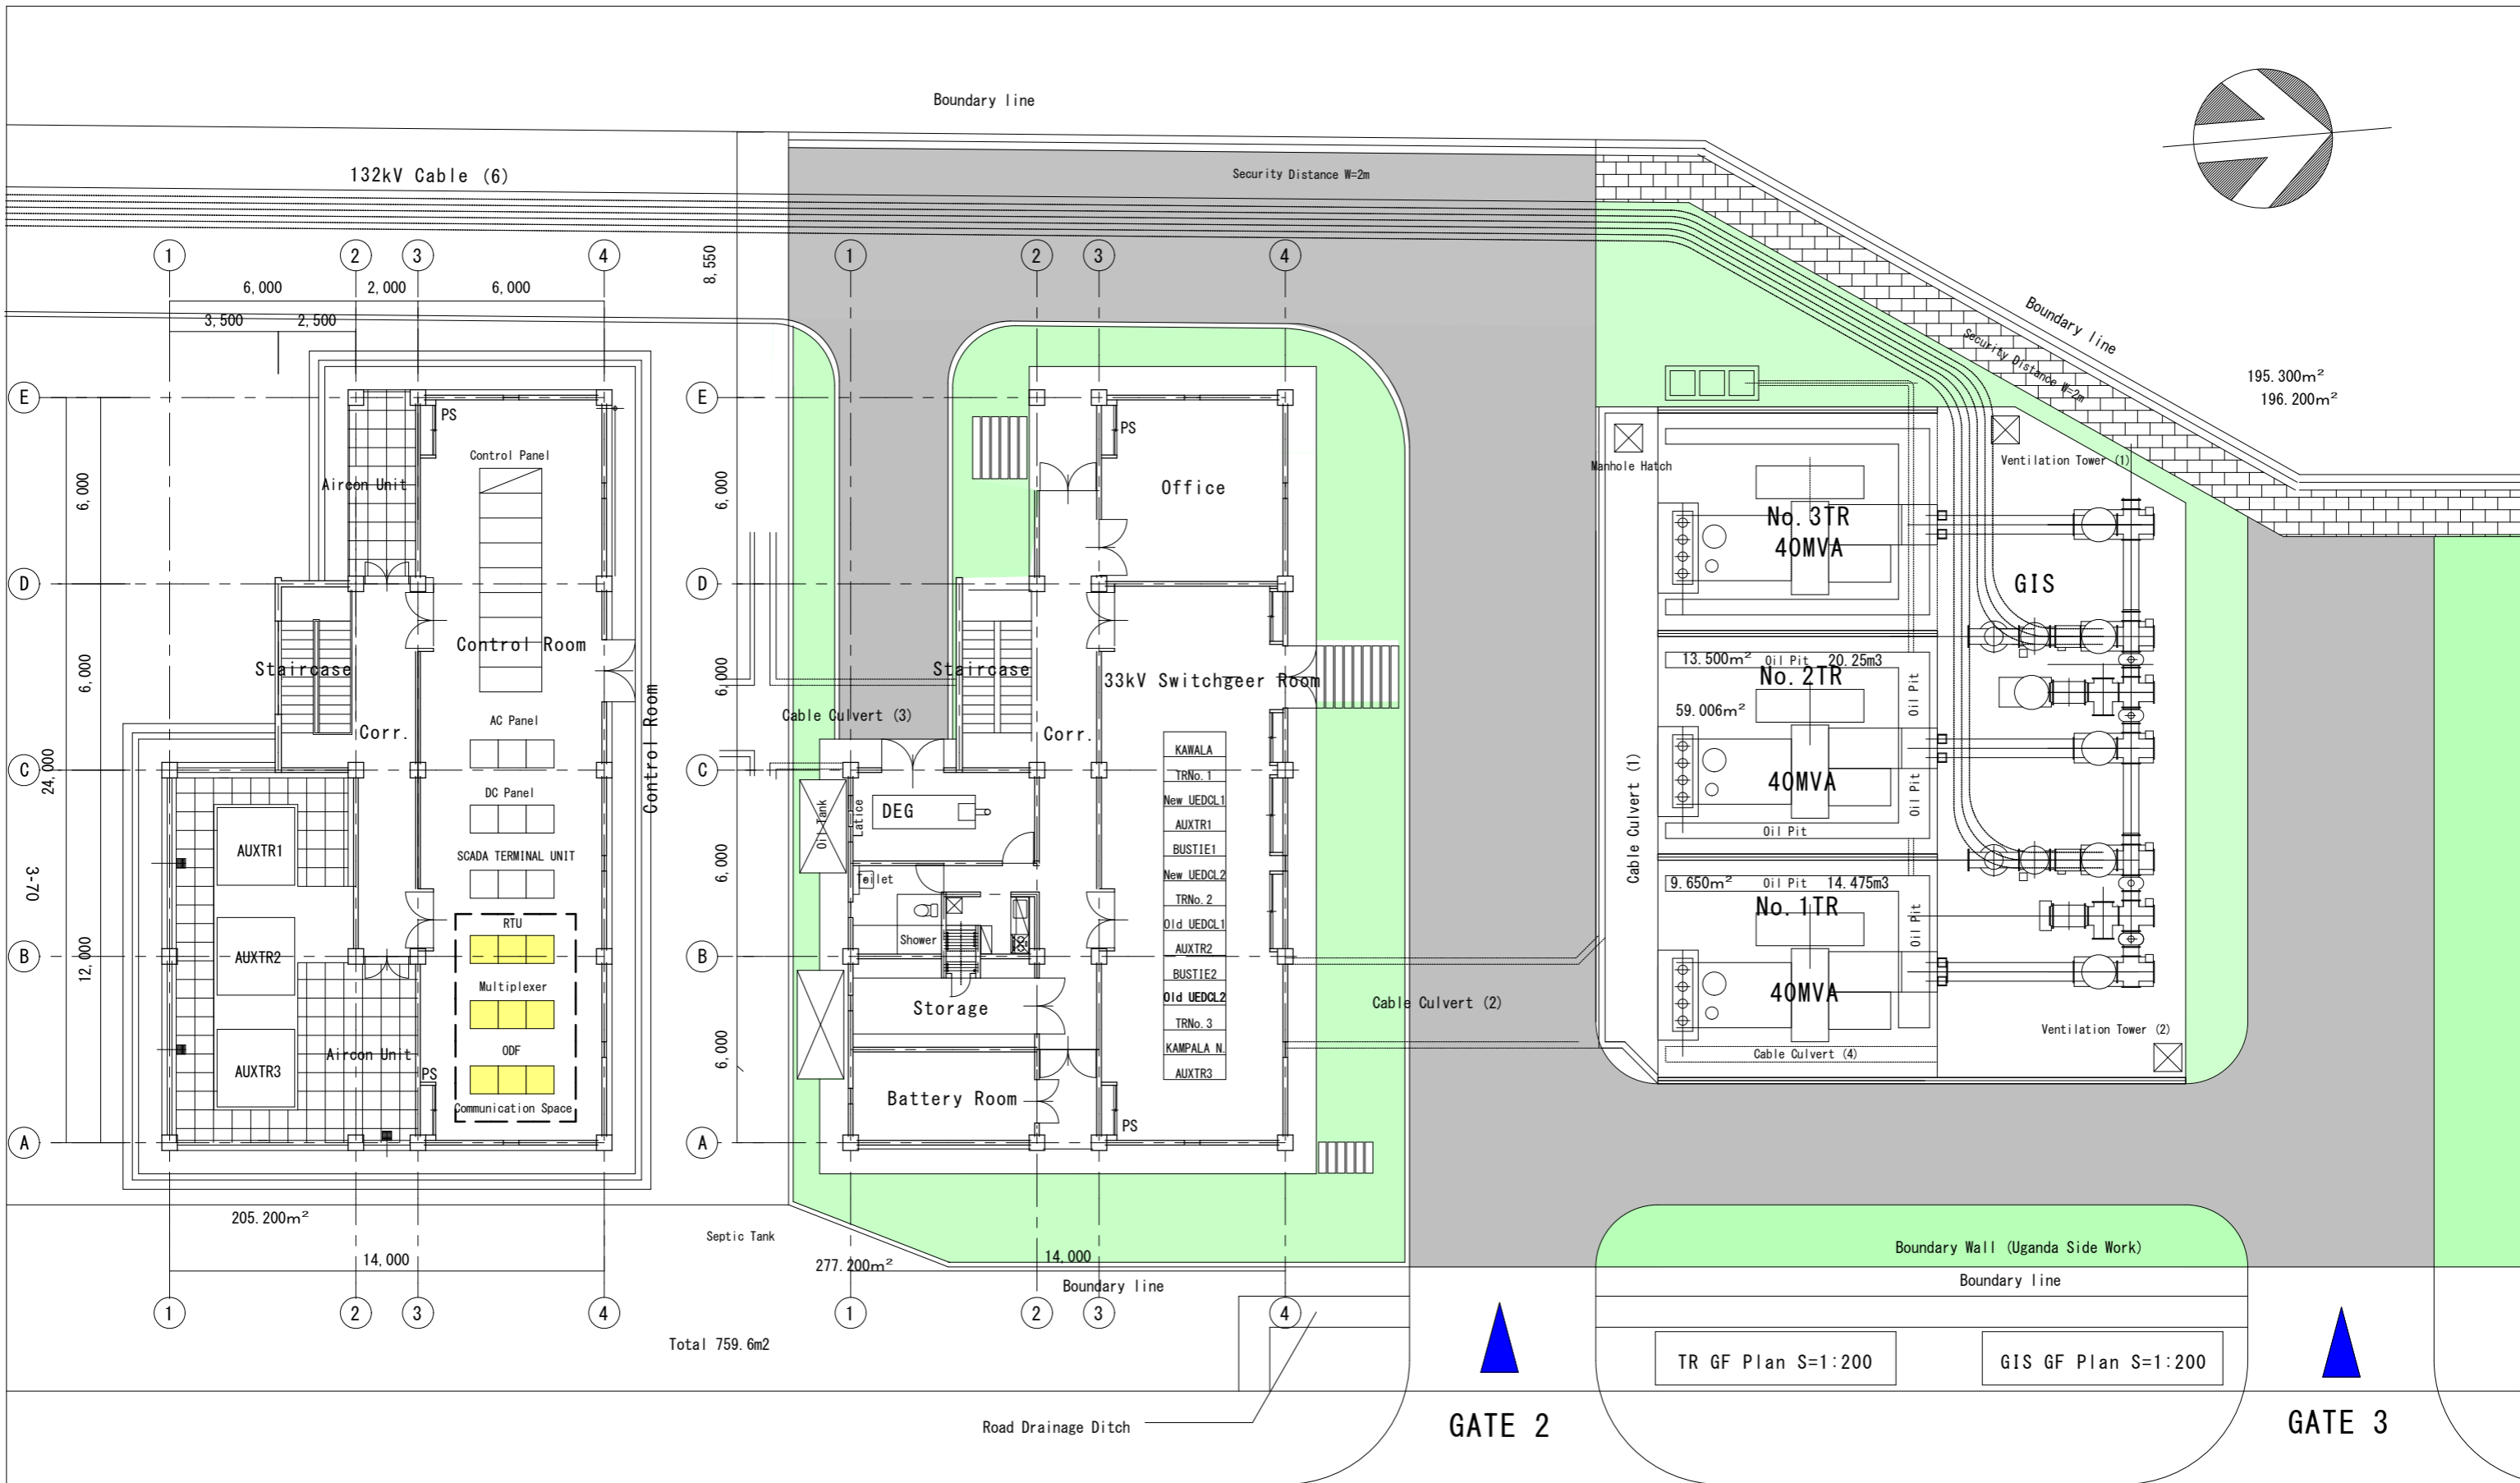 Boundary line
132kV Cable (6)
Security Distance W=2m
1
2
3
4
6,000
2,000
6,000
3,500
2,500
8,550
1
2
3
4
Boundary line
Security Distance W=2m
195.300m²
196.200m²
E
D
C
B
A
6,000
6,000
24,000
12,000
3-70
PS
Control Panel
Aircon Unit
Control Room
Staircase
Corr.
AC Panel
DC Panel
SCADA TERMINAL UNIT
RTU
Multiplexer
ODF
Communication Space
AUXTR1
AUXTR2
AUXTR3
Aircon Unit
PS
Control Room
205.200m²
14,000
1
2
3
4
E
D
C
B
A
6,000
6,000
6,000
6,000
PS
Office
Staircase
33kV Switchgeer Room
Cable Culvert (3)
Corr.
Oil Tank
Latice
DEG
Toilet
Shower
Storage
Battery Room
PS
KAWALA
TRNo.1
New UEDCL1
AUXTR1
BUSTIE1
New UEDCL2
TRNo.2
Old UEDCL1
AUXTR2
BUSTIE2
Old UEDCL2
TRNo.3
KAMPALA N.
AUXTR3
Cable Culvert (2)
Septic Tank
277.200m²
14,000
Boundary line
1
2
3
4
Total 759.6m2
Road Drainage Ditch
Manhole Hatch
Ventilation Tower (1)
No.3TR
40MVA
GIS
13.500m² Oil Pit 20.25m3
No.2TR
59.006m²
40MVA
Oil Pit
Oil Pit
Oil Pit
Cable Culvert (1)
9.650m² Oil Pit 14.475m3
No.1TR
Oil Pit
40MVA
Ventilation Tower (2)
Cable Culvert (4)
Boundary Wall (Uganda Side Work)
Boundary line
TR GF Plan S=1:200
GIS GF Plan S=1:200
GATE 2
GATE 3